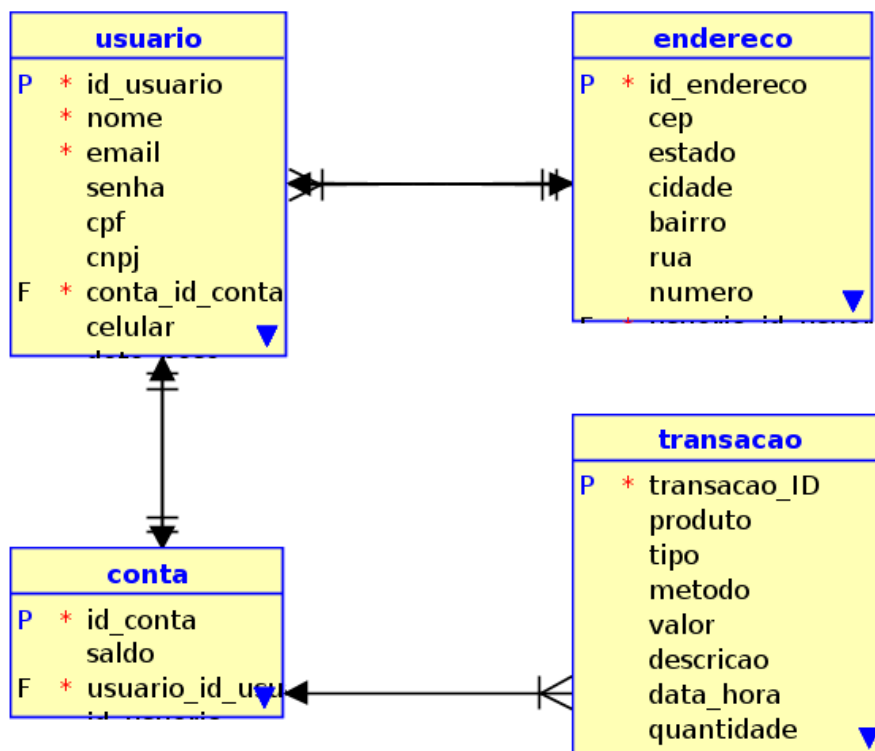 usuario
P * id_usuario
* nome
* email
senha
cpf
cnpj
F * conta_id_conta
celular
endereco
P * id_endereco
cep
estado
cidade
bairro
rua
numero
conta
P * id_conta
saldo
F * usuario_id_usu
transacao
P * transacao_ID
produto
tipo
metodo
valor
descricao
data_hora
quantidade